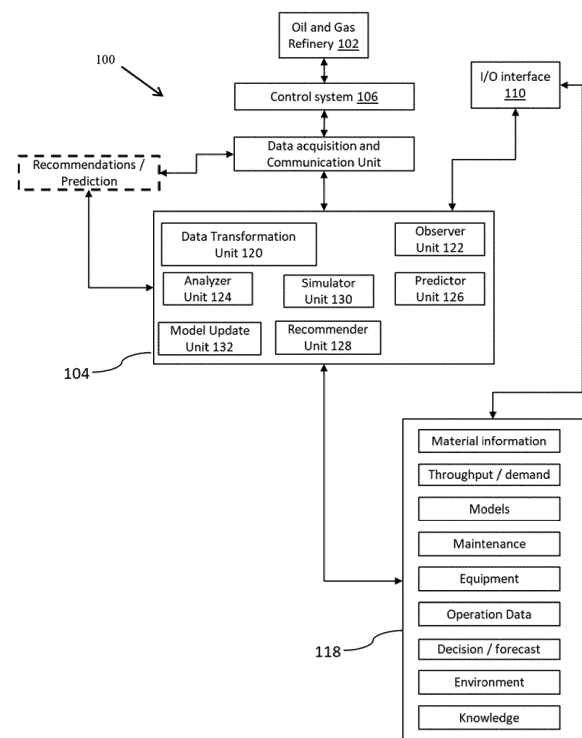 Oil and Gas
Refinery 102
100
Control system 106
I/O interface
110
Data acquisition and
Communication Unit
Recommendations /
Prediction
Data Transformation
Unit 120
Observer
Unit 122
Analyzer
Unit 124
Simulator
Unit 130
Predictor
Unit 126
Model Update
Unit 132
Recommender
Unit 128
104
Material information
Throughput / demand
Models
Maintenance
Equipment
Operation Data
Decision / forecast
Environment
Knowledge
118